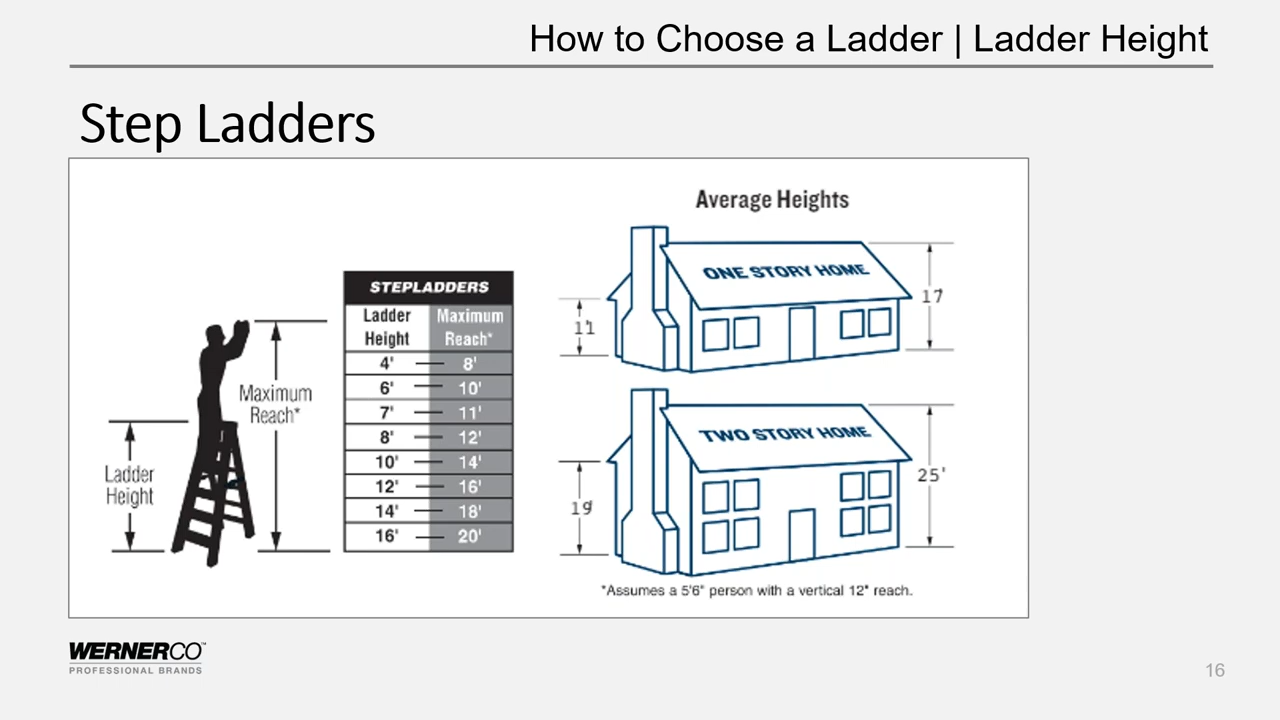 How to Choose a Ladder | Ladder Height
Step Ladders
Average Heights
ONE STORY HOME
17'
11'
STEPLADDERS
Ladder Height
Maximum Reach*
4' — 8'
6' — 10'
7' — 11'
8' — 12'
10' — 14'
12' — 16'
14' — 18'
16' — 20'
Maximum
Reach*
Ladder
Height
TWO STORY HOME
25'
19'
*Assumes a 5'6" person with a vertical 12" reach.
WERNERCO™
PROFESSIONAL BRANDS
16